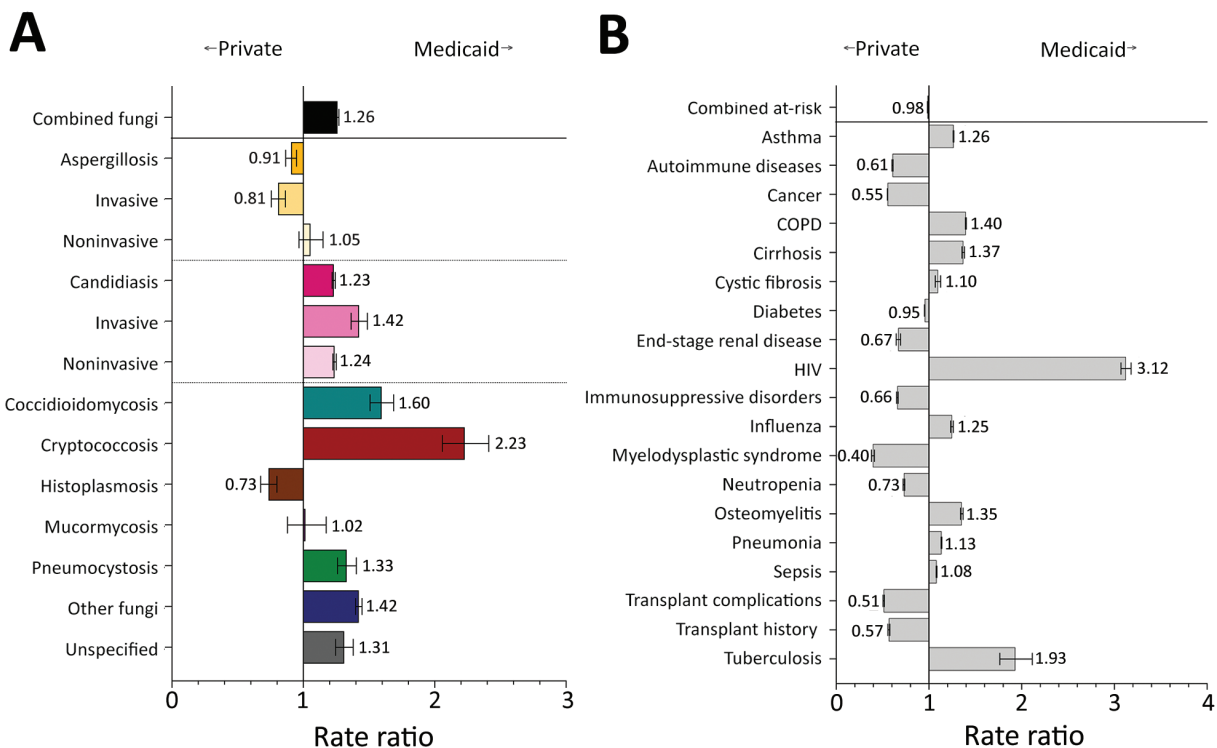 A
←Private Medicaid→
Combined fungi 1.26
Aspergillosis 0.91
Invasive 0.81
Noninvasive 1.05
Candidiasis 1.23
Invasive 1.42
Noninvasive 1.24
Coccidioidomycosis 1.60
Cryptococcosis 2.23
Histoplasmosis 0.73
Mucormycosis 1.02
Pneumocystosis 1.33
Other fungi 1.42
Unspecified 1.31
0 1 2 3
Rate ratio
B
←Private Medicaid→
Combined at-risk 0.98
Asthma 1.26
Autoimmune diseases 0.61
Cancer 0.55
COPD 1.40
Cirrhosis 1.37
Cystic fibrosis 1.10
Diabetes 0.95
End-stage renal disease 0.67
HIV 3.12
Immunosuppressive disorders 0.66
Influenza 1.25
Myelodysplastic syndrome 0.40
Neutropenia 0.73
Osteomyelitis 1.35
Pneumonia 1.13
Sepsis 1.08
Transplant complications 0.51
Transplant history 0.57
Tuberculosis 1.93
0 1 2 3 4
Rate ratio